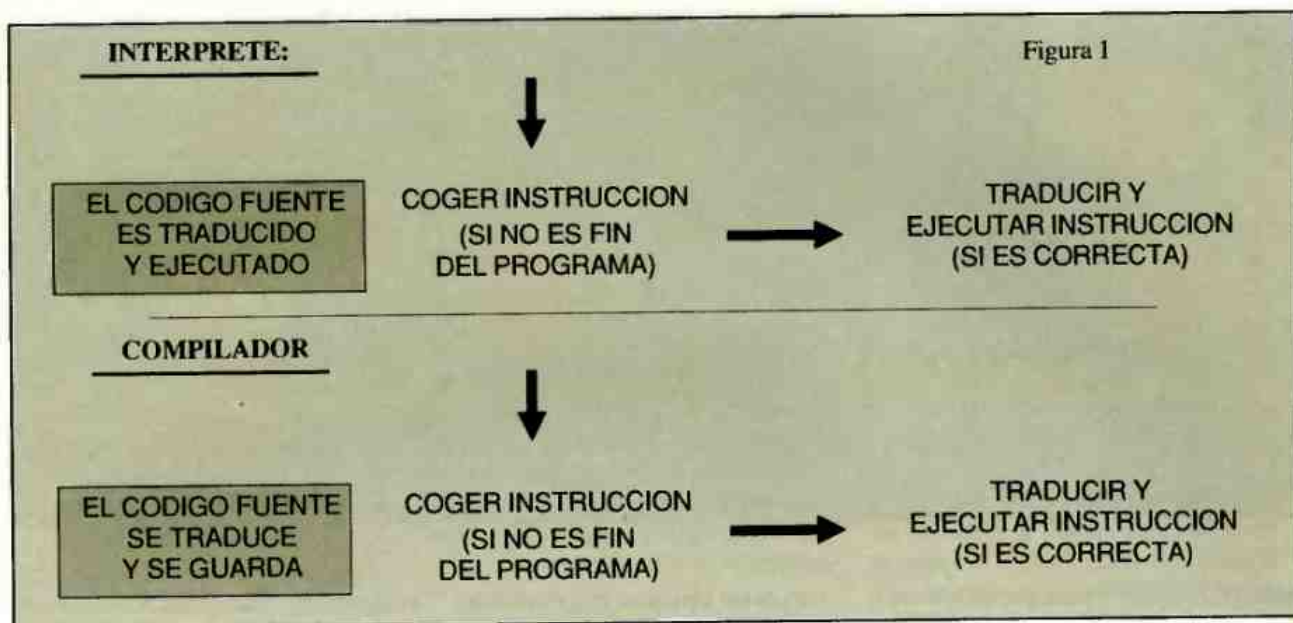 INTERPRETE:
Figura 1
EL CODIGO FUENTE
ES TRADUCIDO
Y EJECUTADO
COGER INSTRUCCION
(SI NO ES FIN
DEL PROGRAMA)
TRADUCIR Y
EJECUTAR INSTRUCCION
(SI ES CORRECTA)
COMPILADOR
EL CODIGO FUENTE
SE TRADUCE
Y SE GUARDA
COGER INSTRUCCION
(SI NO ES FIN
DEL PROGRAMA)
TRADUCIR Y
EJECUTAR INSTRUCCION
(SI ES CORRECTA)